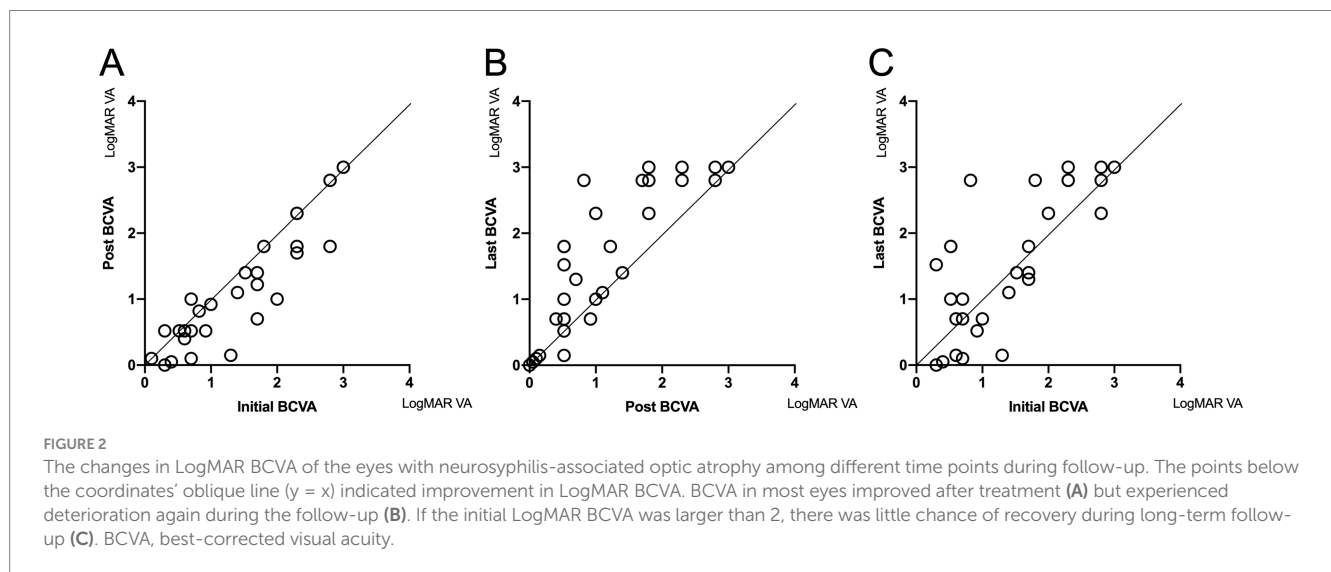 A
B
C
LogMAR VA
LogMAR VA
LogMAR VA
4
3
2
1
0
Post BCVA
0 1 2 3 4
Initial BCVA
LogMAR VA
4
3
2
1
0
Last BCVA
0 1 2 3 4
Post BCVA
LogMAR VA
4
3
2
1
0
Last BCVA
0 1 2 3 4
Initial BCVA
LogMAR VA
FIGURE 2
The changes in LogMAR BCVA of the eyes with neurosyphilis-associated optic atrophy among different time points during follow-up. The points below
the coordinates' oblique line (y = x) indicated improvement in LogMAR BCVA. BCVA in most eyes improved after treatment (A) but experienced
deterioration again during the follow-up (B). If the initial LogMAR BCVA was larger than 2, there was little chance of recovery during long-term follow-
up (C). BCVA, best-corrected visual acuity.